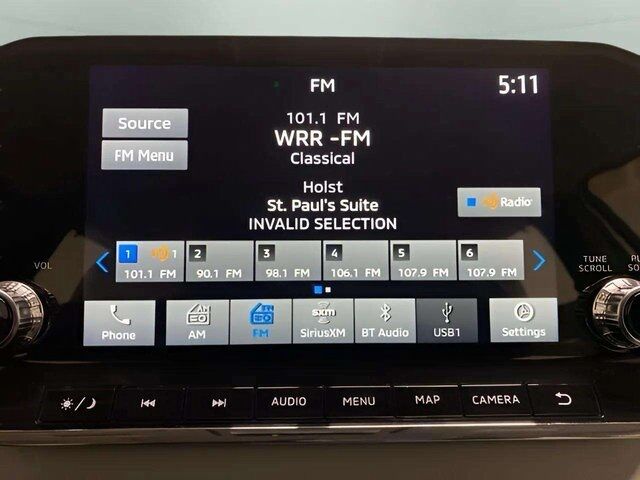 FM
5:11
Source
FM Menu
101.1 FM
WRR -FM
Classical
Holst
St. Paul's Suite
INVALID SELECTION
Radio
1 1 101.1 FM
2 90.1 FM
3 98.1 FM
4 106.1 FM
5 107.9 FM
6 107.9 FM
VOL
TUNE
SCROLL
Phone
AM
FM
sxm
SiriusXM
BT Audio
USB1
Settings
AUDIO
MENU
MAP
CAMERA